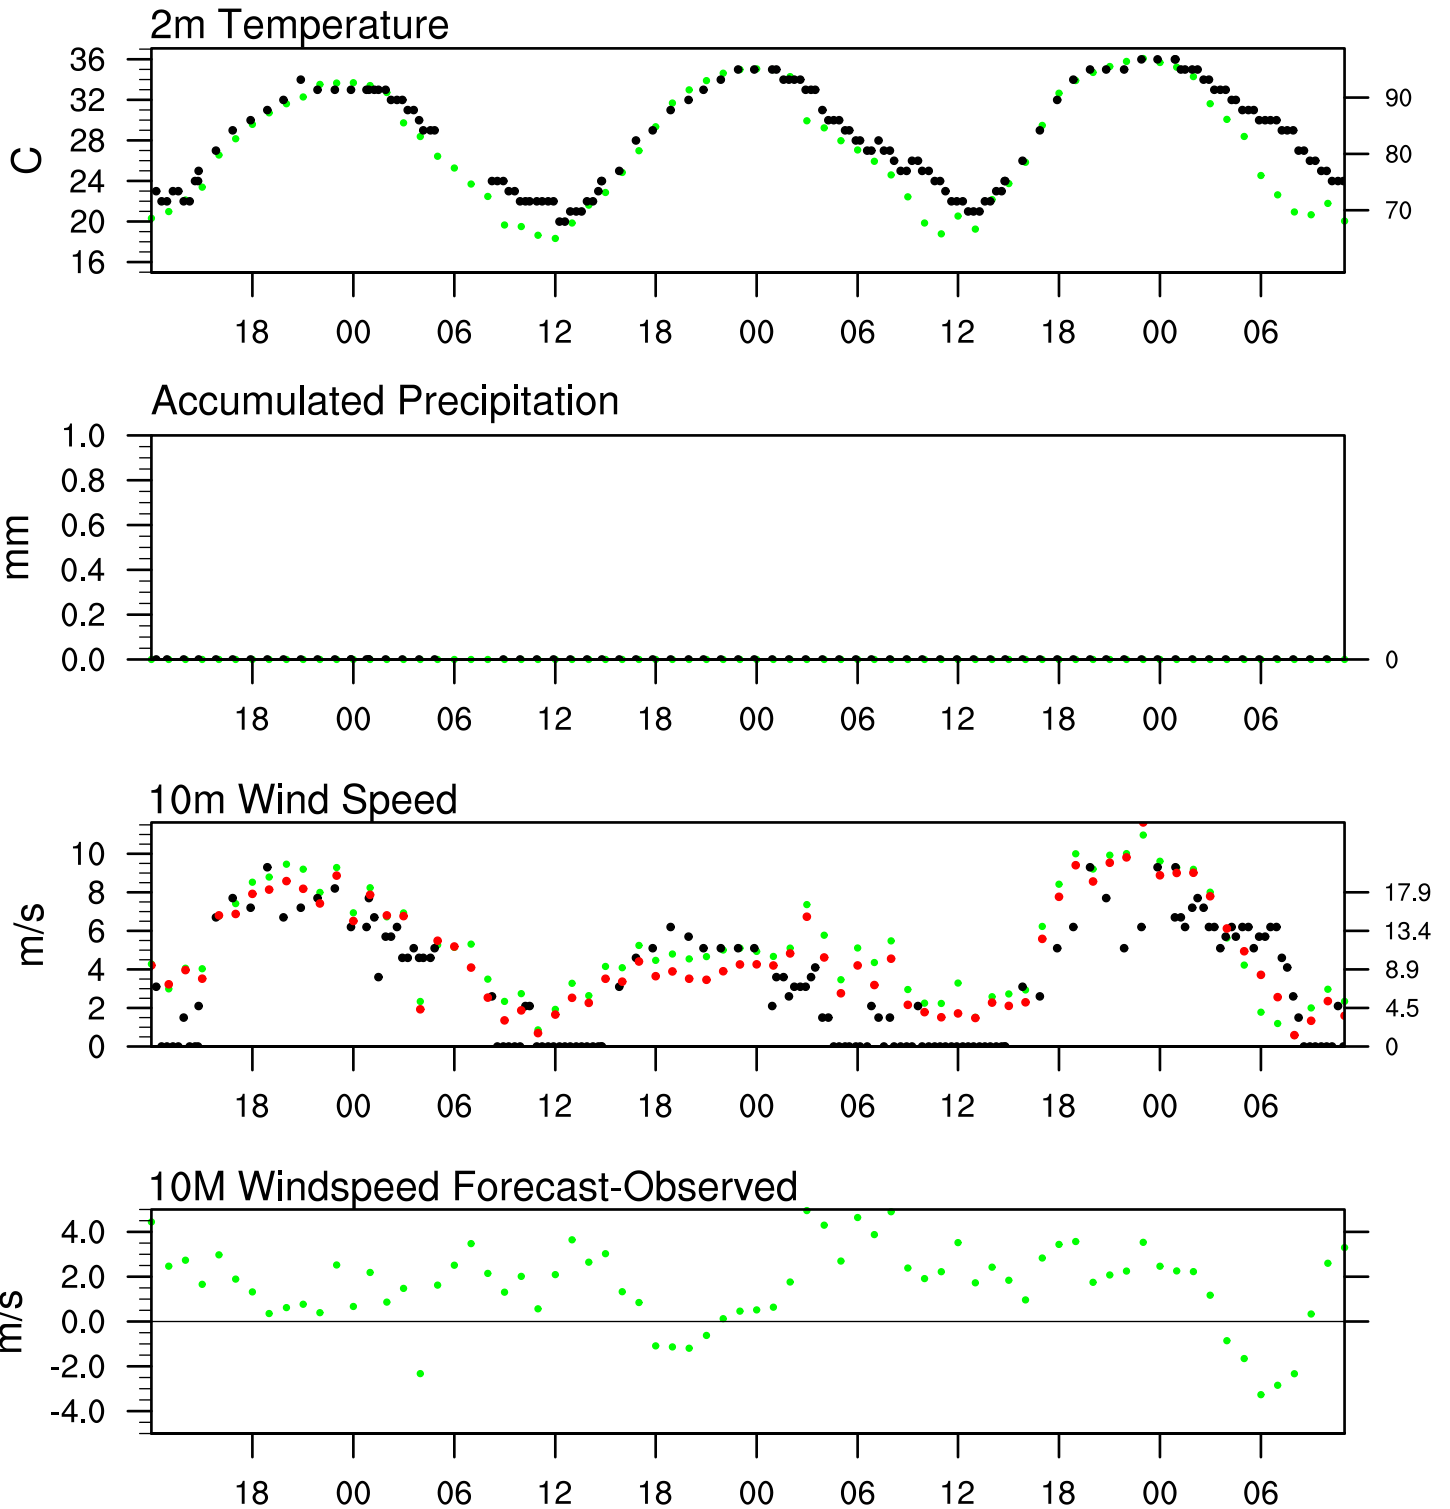 2m Temperature
36
32
28
24
20
16
C
90
80
70
18 00 06 12 18 00 06 12 18 00 06
Accumulated Precipitation
1.0
0.8
0.6
0.4
0.2
0.0
mm
0
18 00 06 12 18 00 06 12 18 00 06
10m Wind Speed
10
8
6
4
2
0
m/s
17.9
13.4
8.9
4.5
0
18 00 06 12 18 00 06 12 18 00 06
10M Windspeed Forecast-Observed
4.0
2.0
0.0
-2.0
-4.0
m/s
18 00 06 12 18 00 06 12 18 00 06